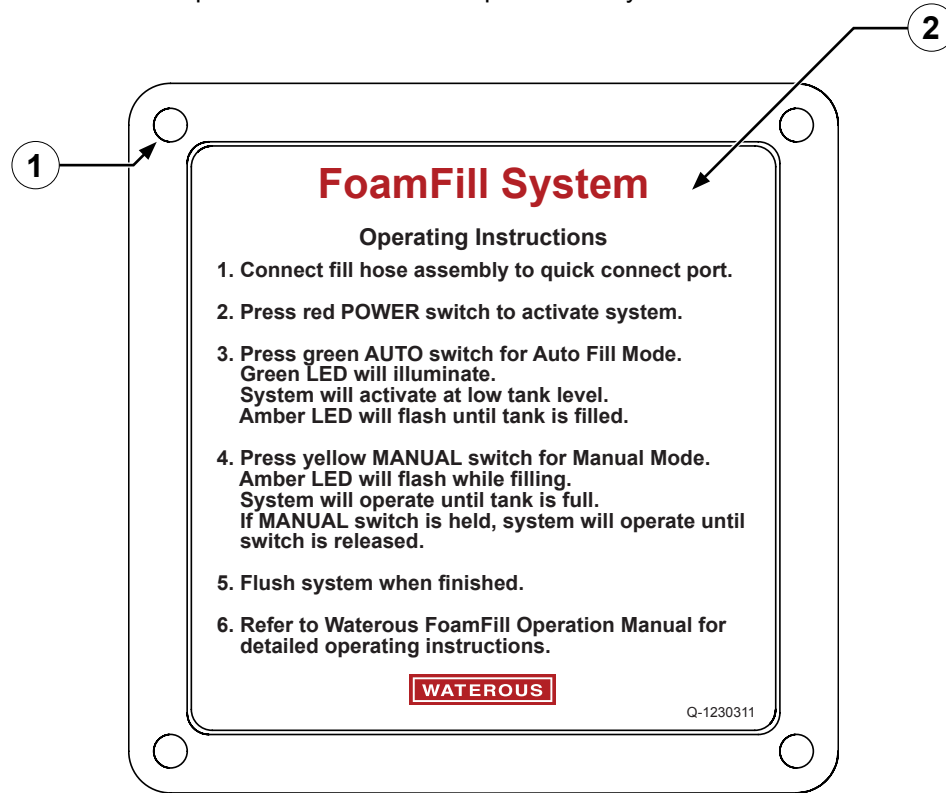 2
1
FoamFill System
Operating Instructions
1. Connect fill hose assembly to quick connect port.
2. Press red POWER switch to activate system.
3. Press green AUTO switch for Auto Fill Mode.
Green LED will illuminate.
System will activate at low tank level.
Amber LED will flash until tank is filled.
4. Press yellow MANUAL switch for Manual Mode.
Amber LED will flash while filling.
System will operate until tank is full.
If MANUAL switch is held, system will operate until
switch is released.
5. Flush system when finished.
6. Refer to Waterous FoamFill Operation Manual for
detailed operating instructions.
WATEROUS
Q-1230311